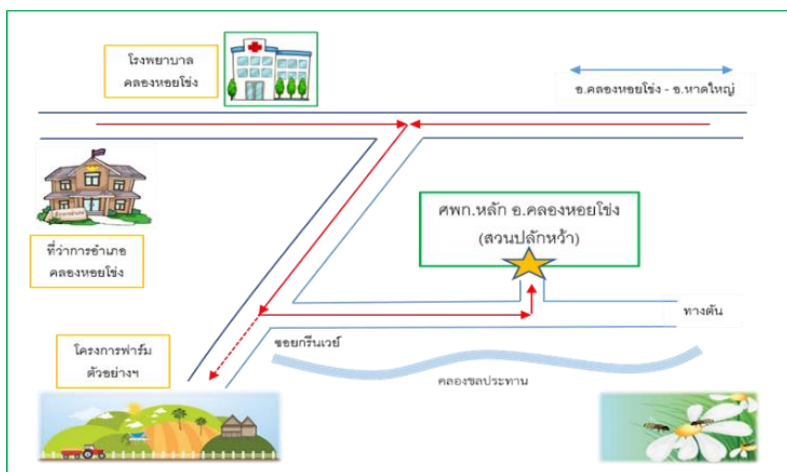 โรงพยาบาล
คลองหอยโข่ง
อ.คลองหอยโข่ง - อ.หาดใหญ่
ศพก.หลัก อ.คลองหอยโข่ง
(สวนปลักหว้า)
ที่ว่าการอำเภอ
คลองหอยโข่ง
ทางตัน
ซอยกรีนเวย์
โครงการฟาร์ม
ตัวอย่างฯ
คลองชลประทาน